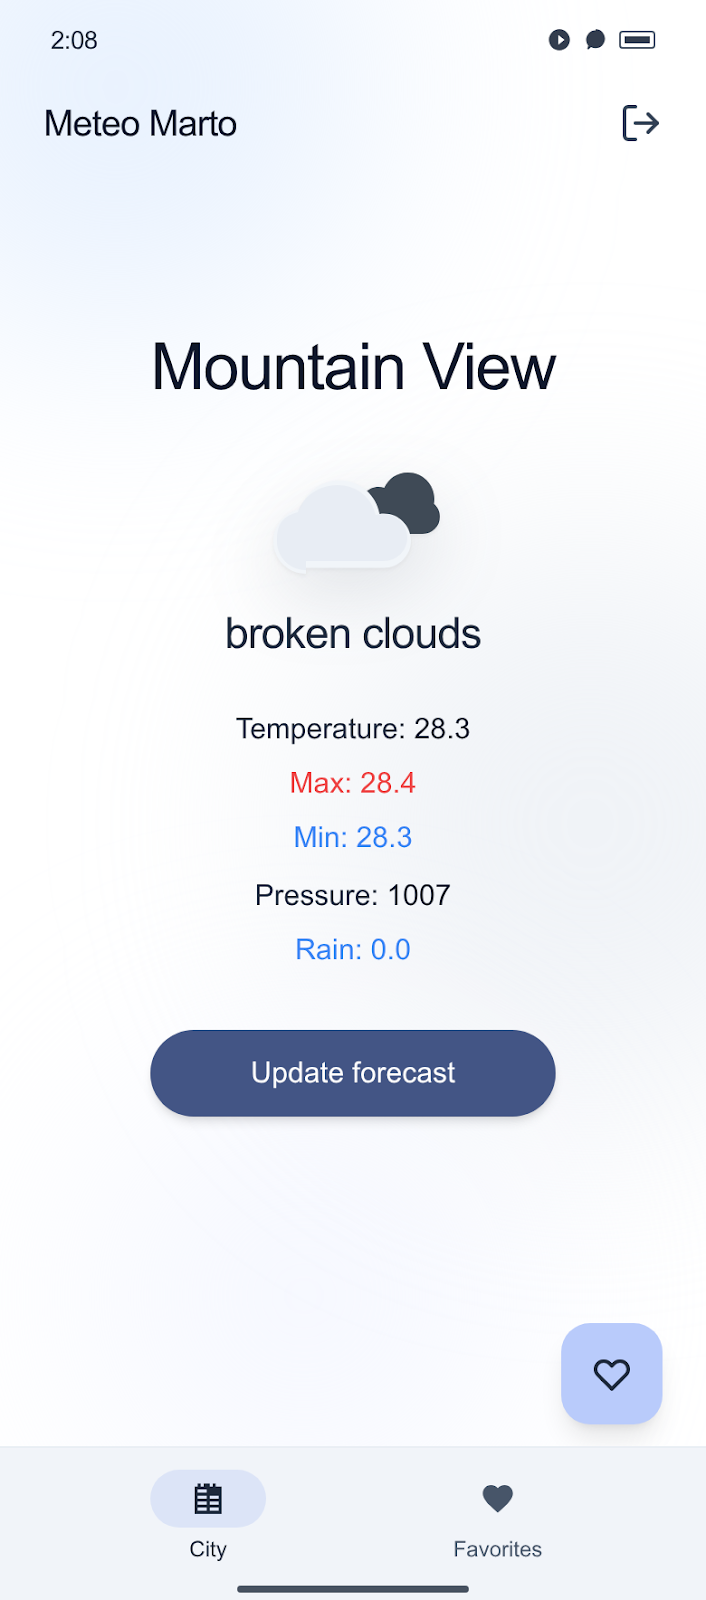 2:08
Meteo Marto
Mountain View
broken clouds
Temperature: 28.3
Max: 28.4
Min: 28.3
Pressure: 1007
Rain: 0.0
Update forecast
City
Favorites